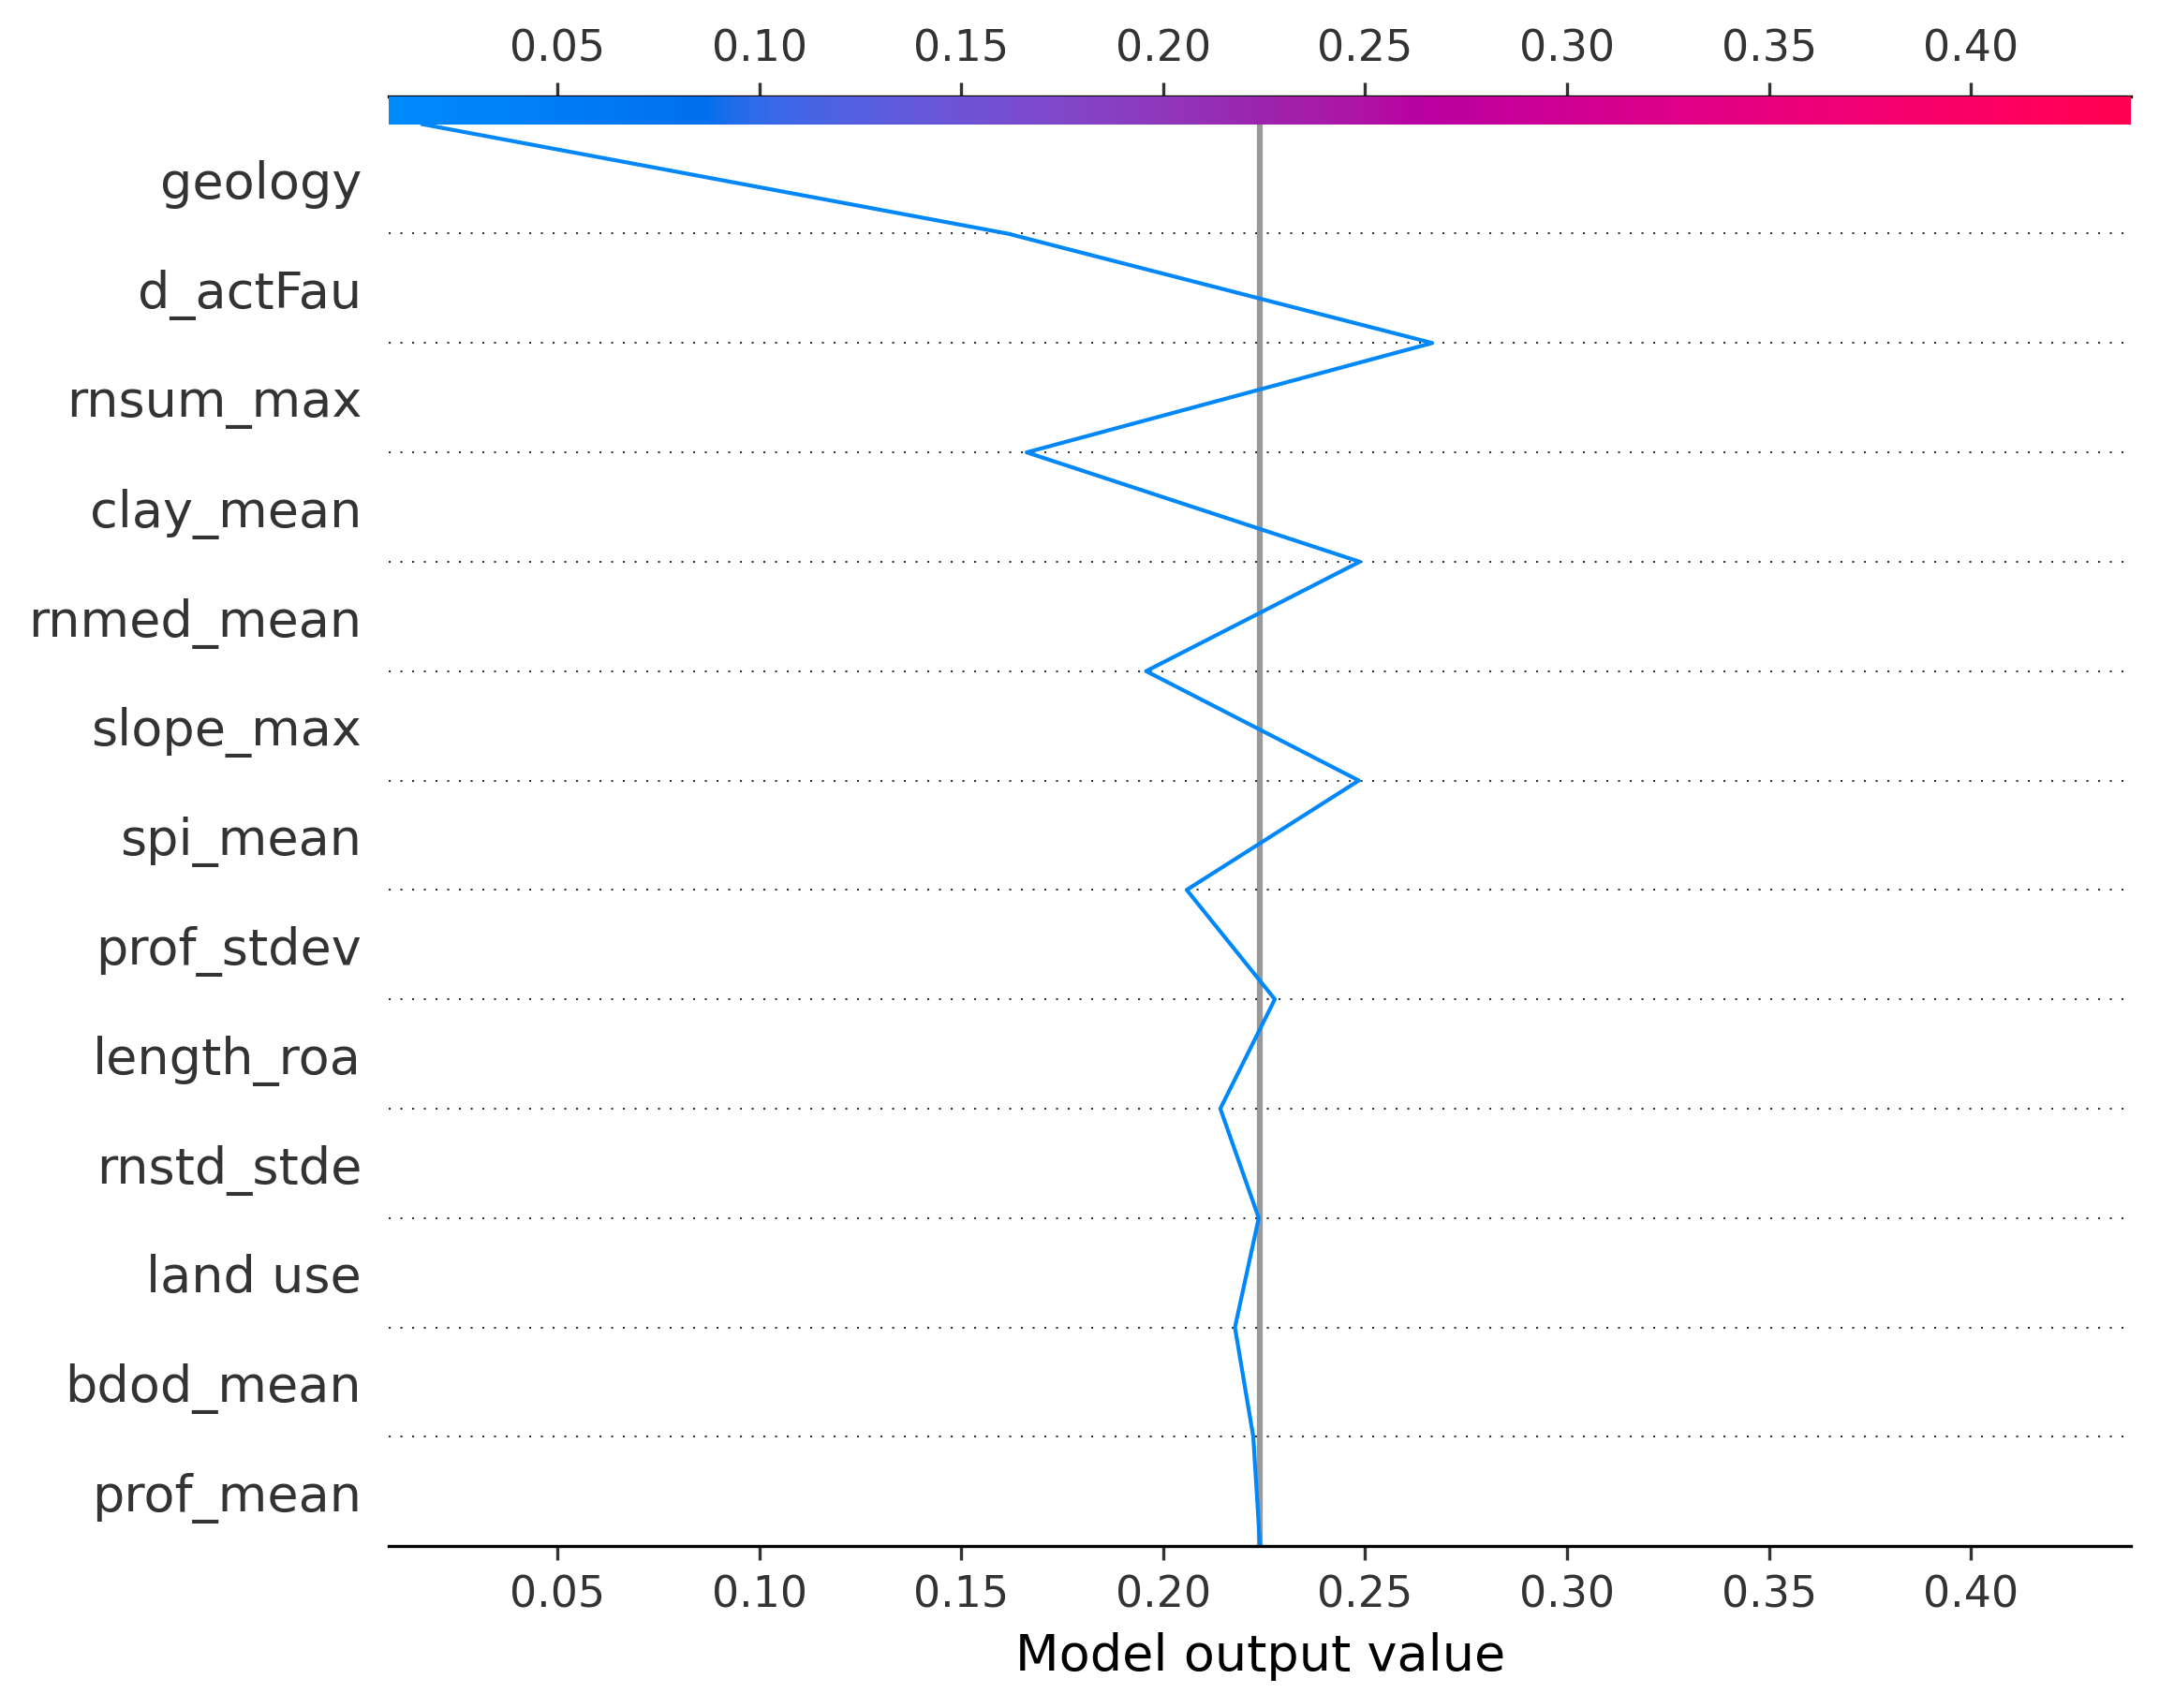 0.05 0.10 0.15 0.20 0.25 0.30 0.35 0.40
geology
d_actFau
rnsum_max
clay_mean
rnmed_mean
slope_max
spi_mean
prof_stdev
length_roa
rnstd_stde
land use
bdod_mean
prof_mean
0.05 0.10 0.15 0.20 0.25 0.30 0.35 0.40
Model output value